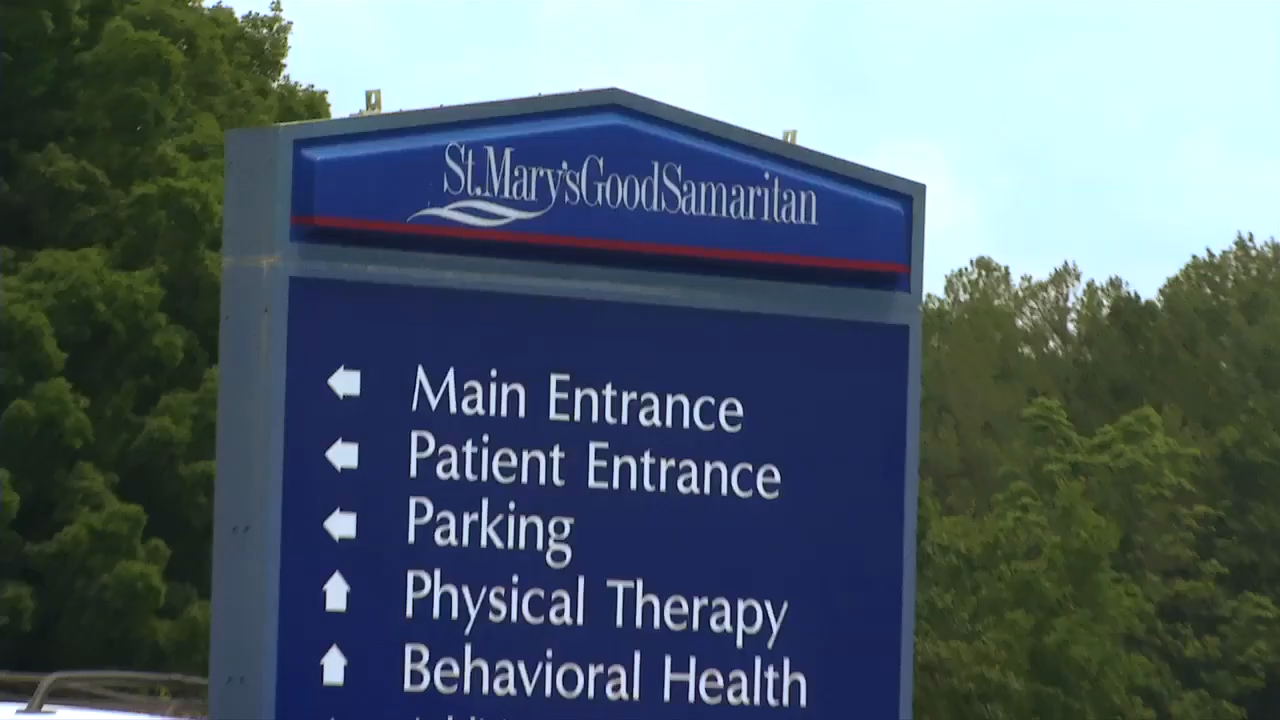 St.Mary'sGoodSamaritan
Main Entrance
Patient Entrance
Parking
Physical Therapy
Behavioral Health